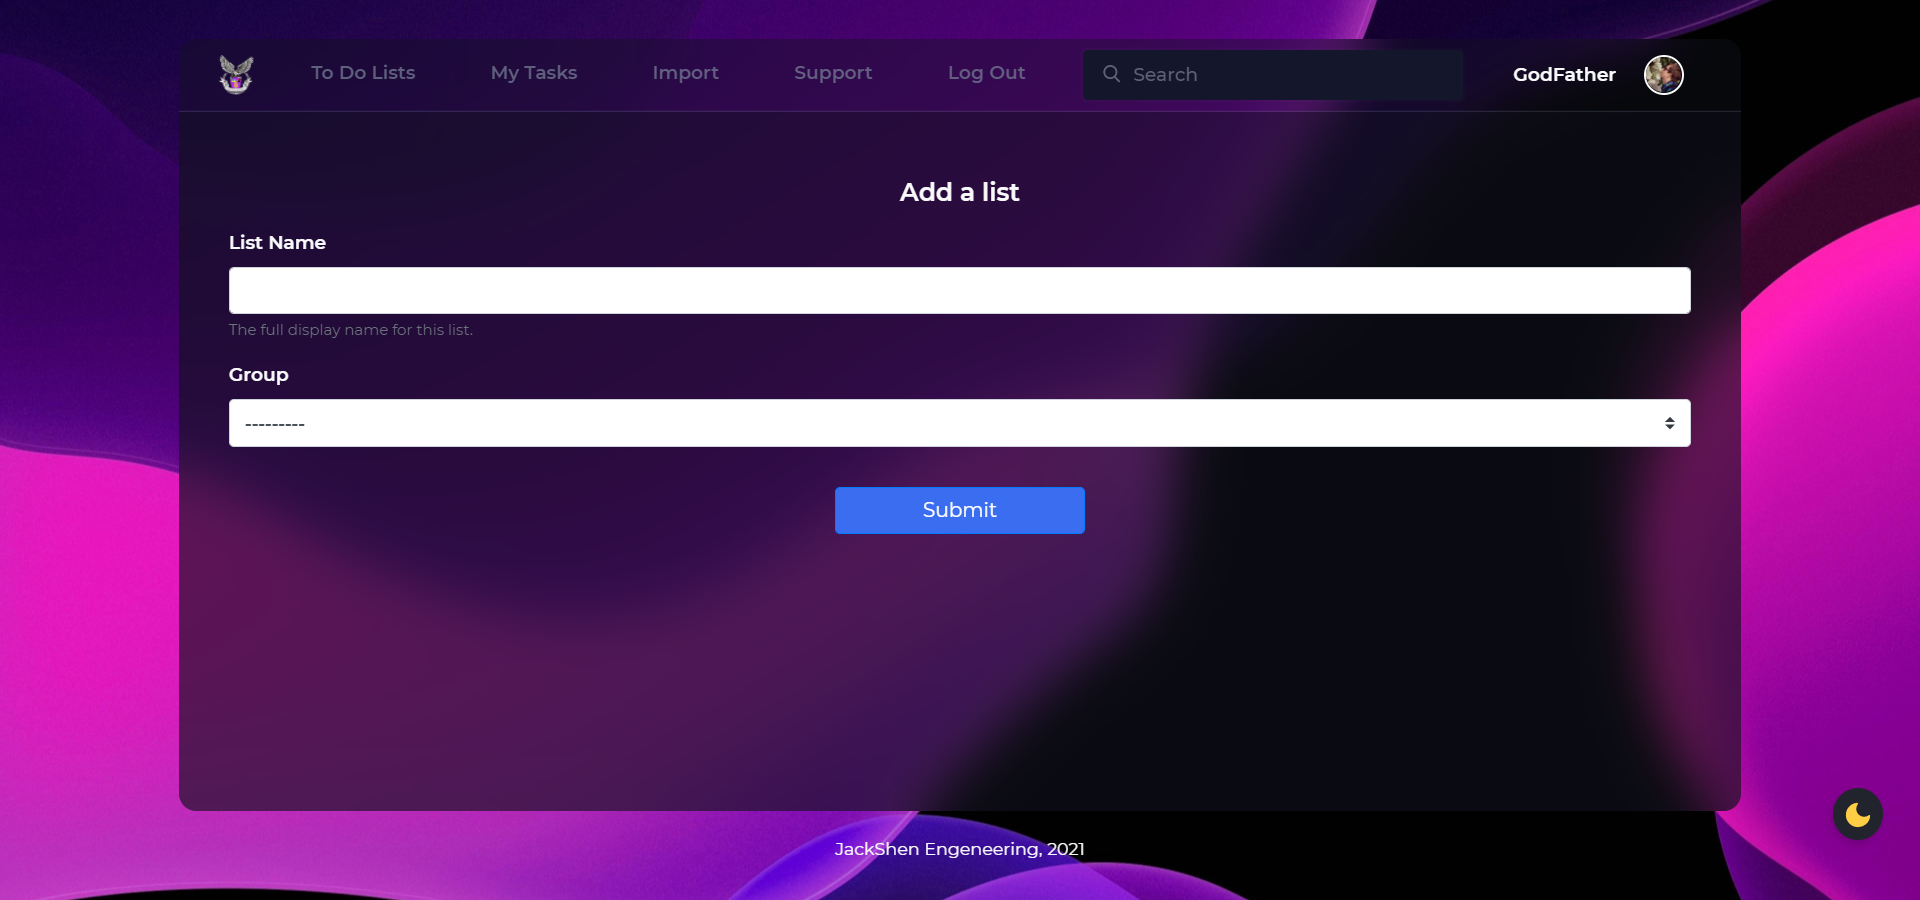 To Do Lists My Tasks Import Support Log Out Search GodFather
Add a list
List Name
The full display name for this list.
Group
---------
Submit
JackShen Engeneering, 2021